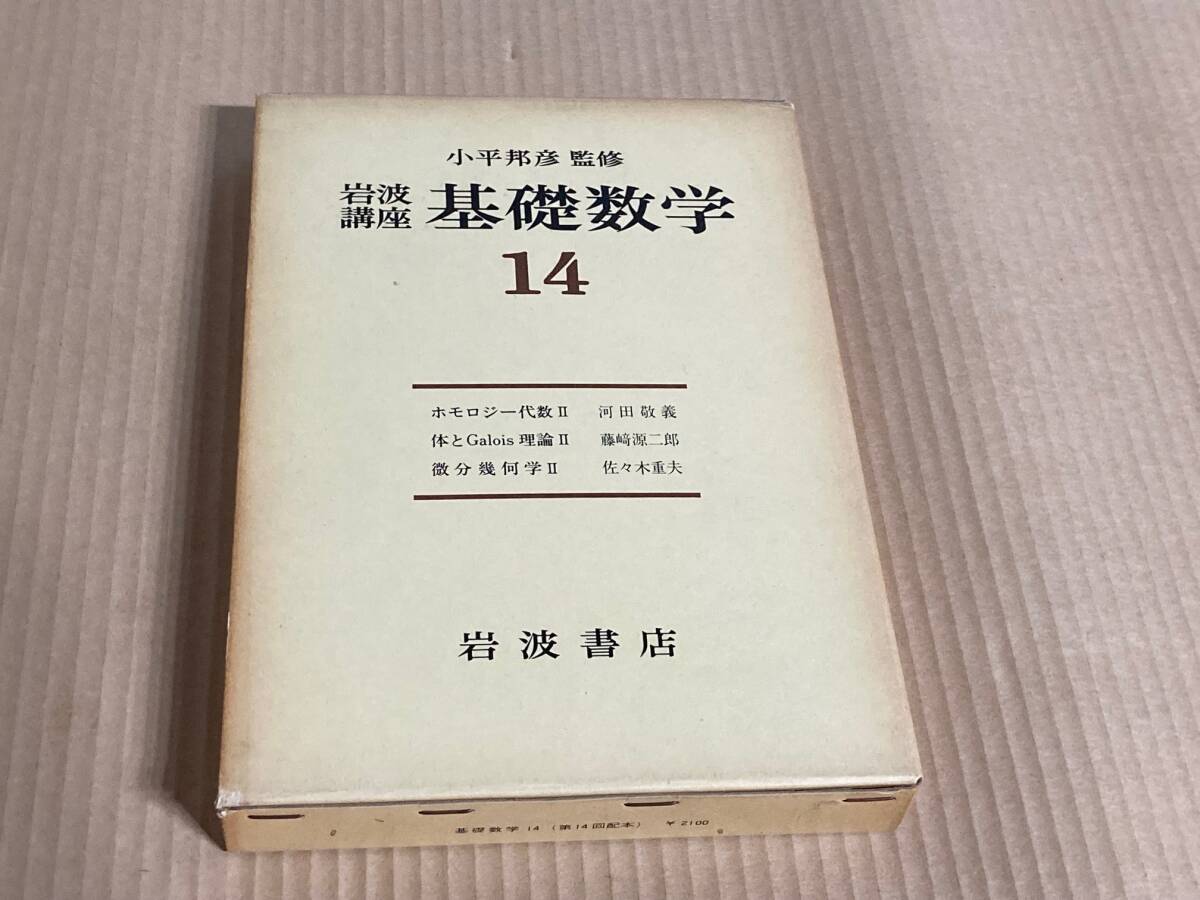 小平邦彦 監修
岩波講座 基礎数学
14
ホモロジー代数 II 河田敬義
体とGalois 理論 II 藤﨑源二郎
微分幾何学 II 佐々木重夫
岩波書店
基礎数学 14 (第14回配本) ¥2100